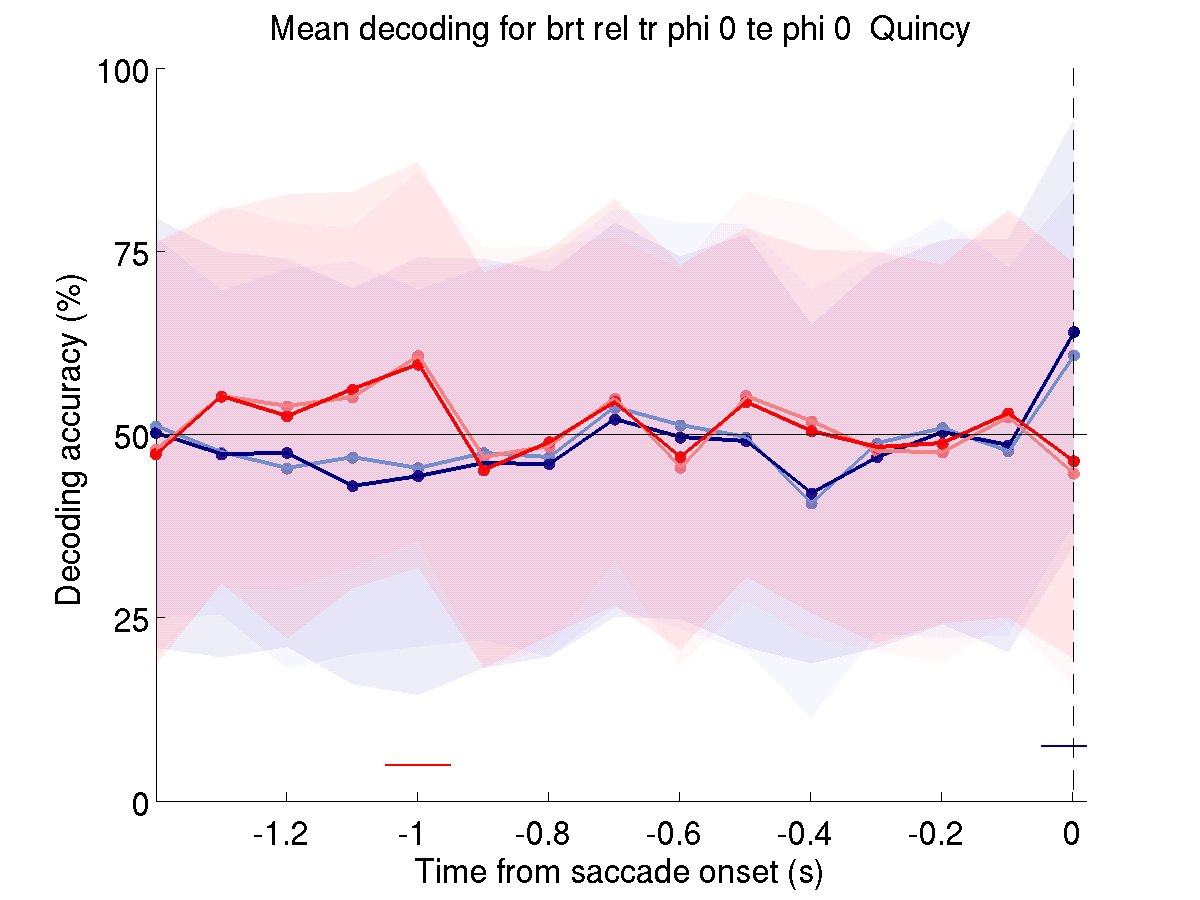 Mean decoding for brt rel tr phi 0 te phi 0 Quincy
100
75
50
25
0
Decoding accuracy (%)
-1.2 -1 -0.8 -0.6 -0.4 -0.2 0
Time from saccade onset (s)